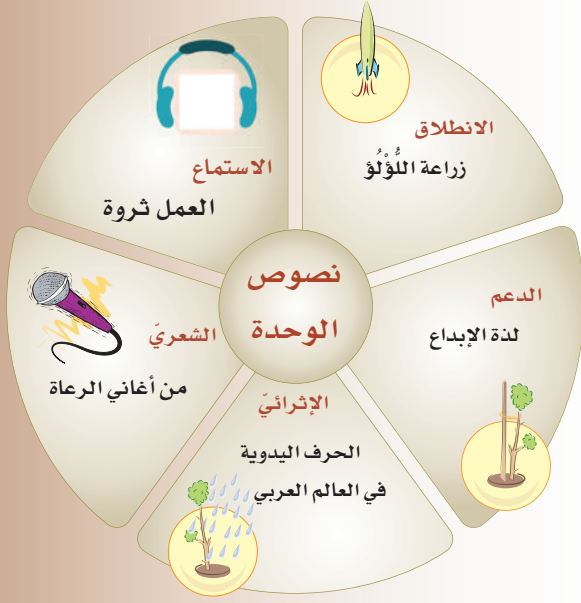 نصوص
الوحدة
الانطلاق
زراعة اللُّؤْلُؤ
الدعم
لذة الإبداع
الإثرائيّ
الحرف اليدوية
في العالم العربي
الشعريّ
من أغاني الرعاة
الاستماع
العمل ثروة